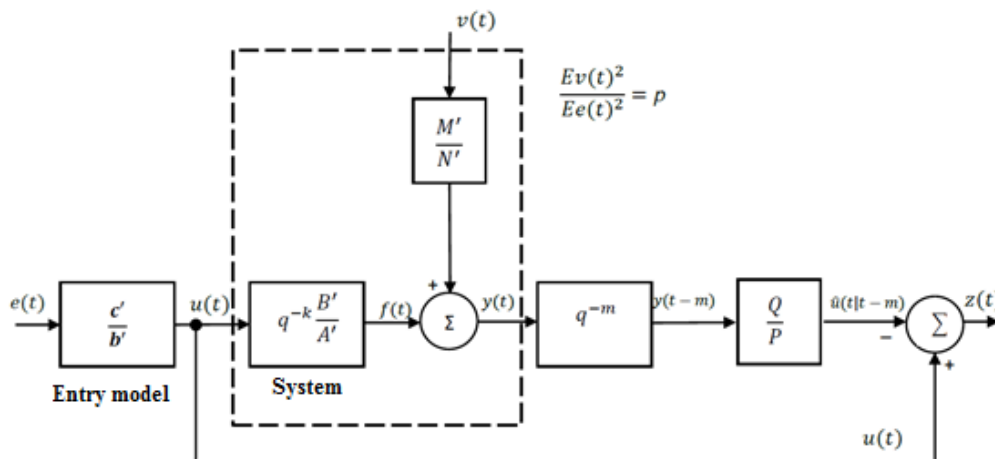 v(t)
Ev(t)²
Ee(t)² = p
M′
N′
e(t)
c′
b′
u(t)
q⁻ᵏ B′
A′
f(t)
+
Σ
y(t)
q⁻ᵐ
y(t − m)
Q
P
û(t|t − m)
−
Σ
z(t)
+
Entry model
System
u(t)